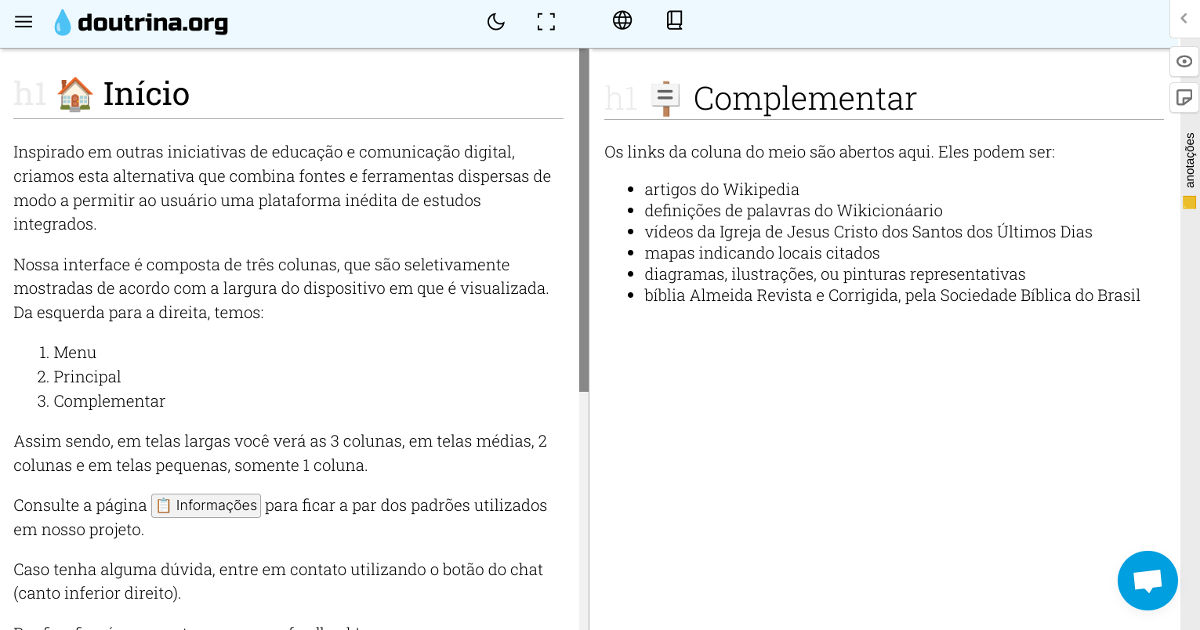 doutrina.org
h1 Início
Inspirado em outras iniciativas de educação e comunicação digital,
criamos esta alternativa que combina fontes e ferramentas dispersas de
modo a permitir ao usuário uma plataforma inédita de estudos
integrados.
Nossa interface é composta de três colunas, que são seletivamente
mostradas de acordo com a largura do dispositivo em que é visualizada.
Da esquerda para a direita, temos:
1. Menu
2. Principal
3. Complementar
Assim sendo, em telas largas você verá as 3 colunas, em telas médias, 2
colunas e em telas pequenas, somente 1 coluna.
Consulte a página Informações para ficar a par dos padrões utilizados
em nosso projeto.
Caso tenha alguma dúvida, entre em contato utilizando o botão do chat
(canto inferior direito).
h1 Complementar
Os links da coluna do meio são abertos aqui. Eles podem ser:
artigos do Wikipedia
definições de palavras do Wikicionáario
vídeos da Igreja de Jesus Cristo dos Santos dos Últimos Dias
mapas indicando locais citados
diagramas, ilustrações, ou pinturas representativas
bíblia Almeida Revista e Corrigida, pela Sociedade Bíblica do Brasil
anotações